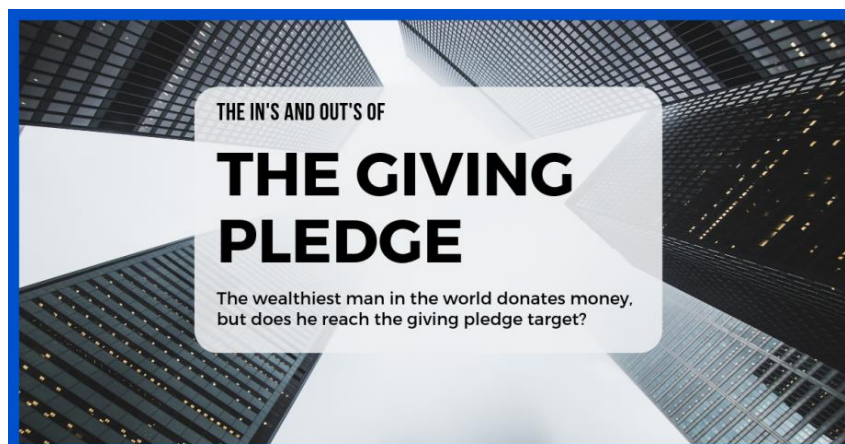 THE IN'S AND OUT'S OF
THE GIVING
PLEDGE
The wealthiest man in the world donates money,
but does he reach the giving pledge target?